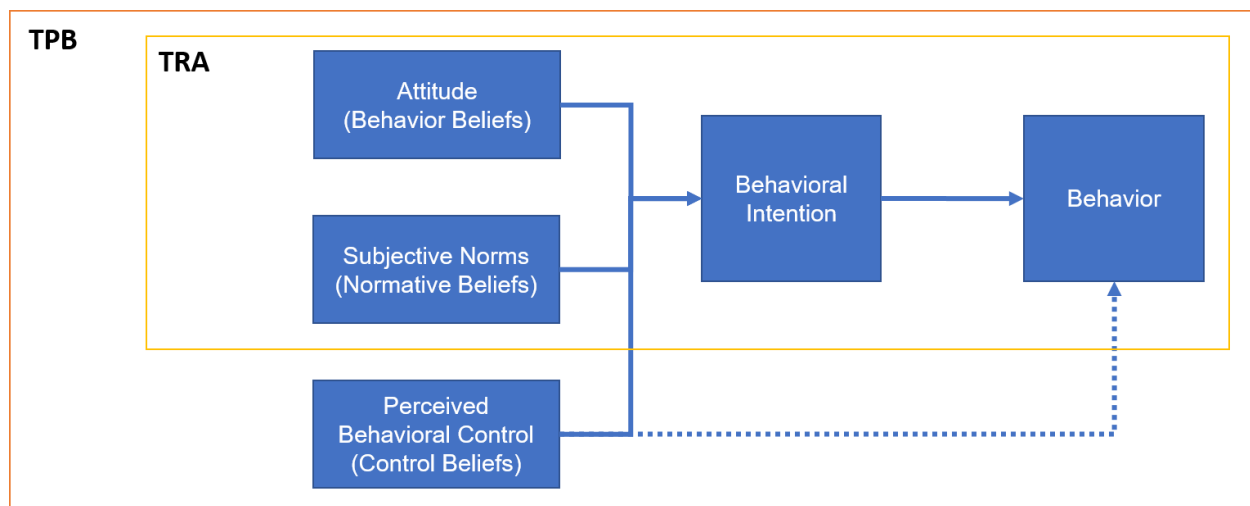 TPB
TRA
Attitude
(Behavior Beliefs)
Subjective Norms
(Normative Beliefs)
Perceived
Behavioral Control
(Control Beliefs)
Behavioral
Intention
Behavior